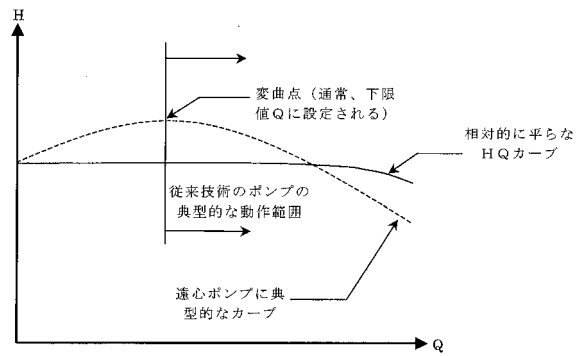 H
変曲点（通常、下限
値Qに設定される）
相対的に平らな
HQカーブ
従来技術のポンプの
典型的な動作範囲
遠心ポンプに典
型的なカーブ
Q